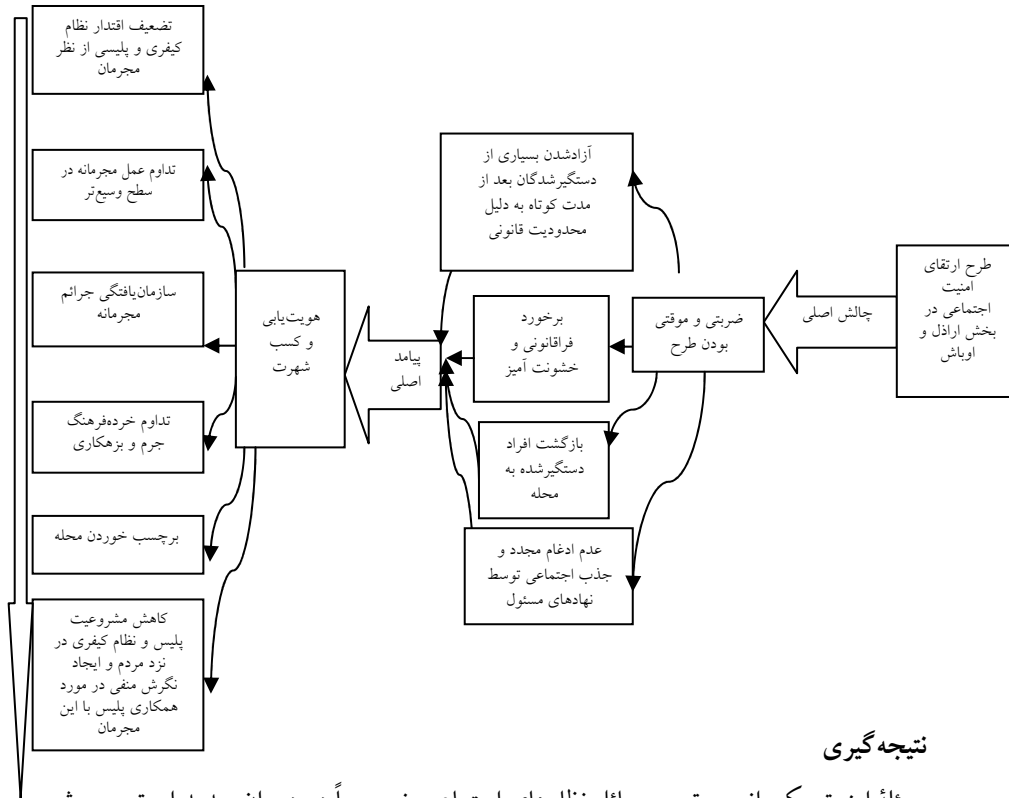 طرح ارتقای
امنیت
اجتماعی در
بخش اراذل و
اوباش
چالش اصلی
ضربتی و موقتی
بودن طرح
آزادشدن بسیاری از
دستگیرشدگان بعد از
مدت کوتاه به دلیل
محدودیت قانونی
برخورد
فراقانونی و
خشونت آمیز
بازگشت افراد
دستگیرشده به
محله
عدم ادغام مجدد و
جذب اجتماعی توسط
نهادهای مسئول
پیامد
اصلی
هویت‌یابی
و کسب
شهرت
تضعیف اقتدار نظام
کیفری و پلیسی از نظر
مجرمان
تداوم عمل مجرمانه در
سطح وسیع‌تر
سازمان‌یافتگی جرائم
مجرمانه
تداوم خرده‌فرهنگ
جرم و بزهکاری
برچسب خوردن محله
کاهش مشروعیت
پلیس و نظام کیفری در
نزد مردم و ایجاد
نگرش منفی در مورد
همکاری پلیس با این
مجرمان
نتیجه‌گیری